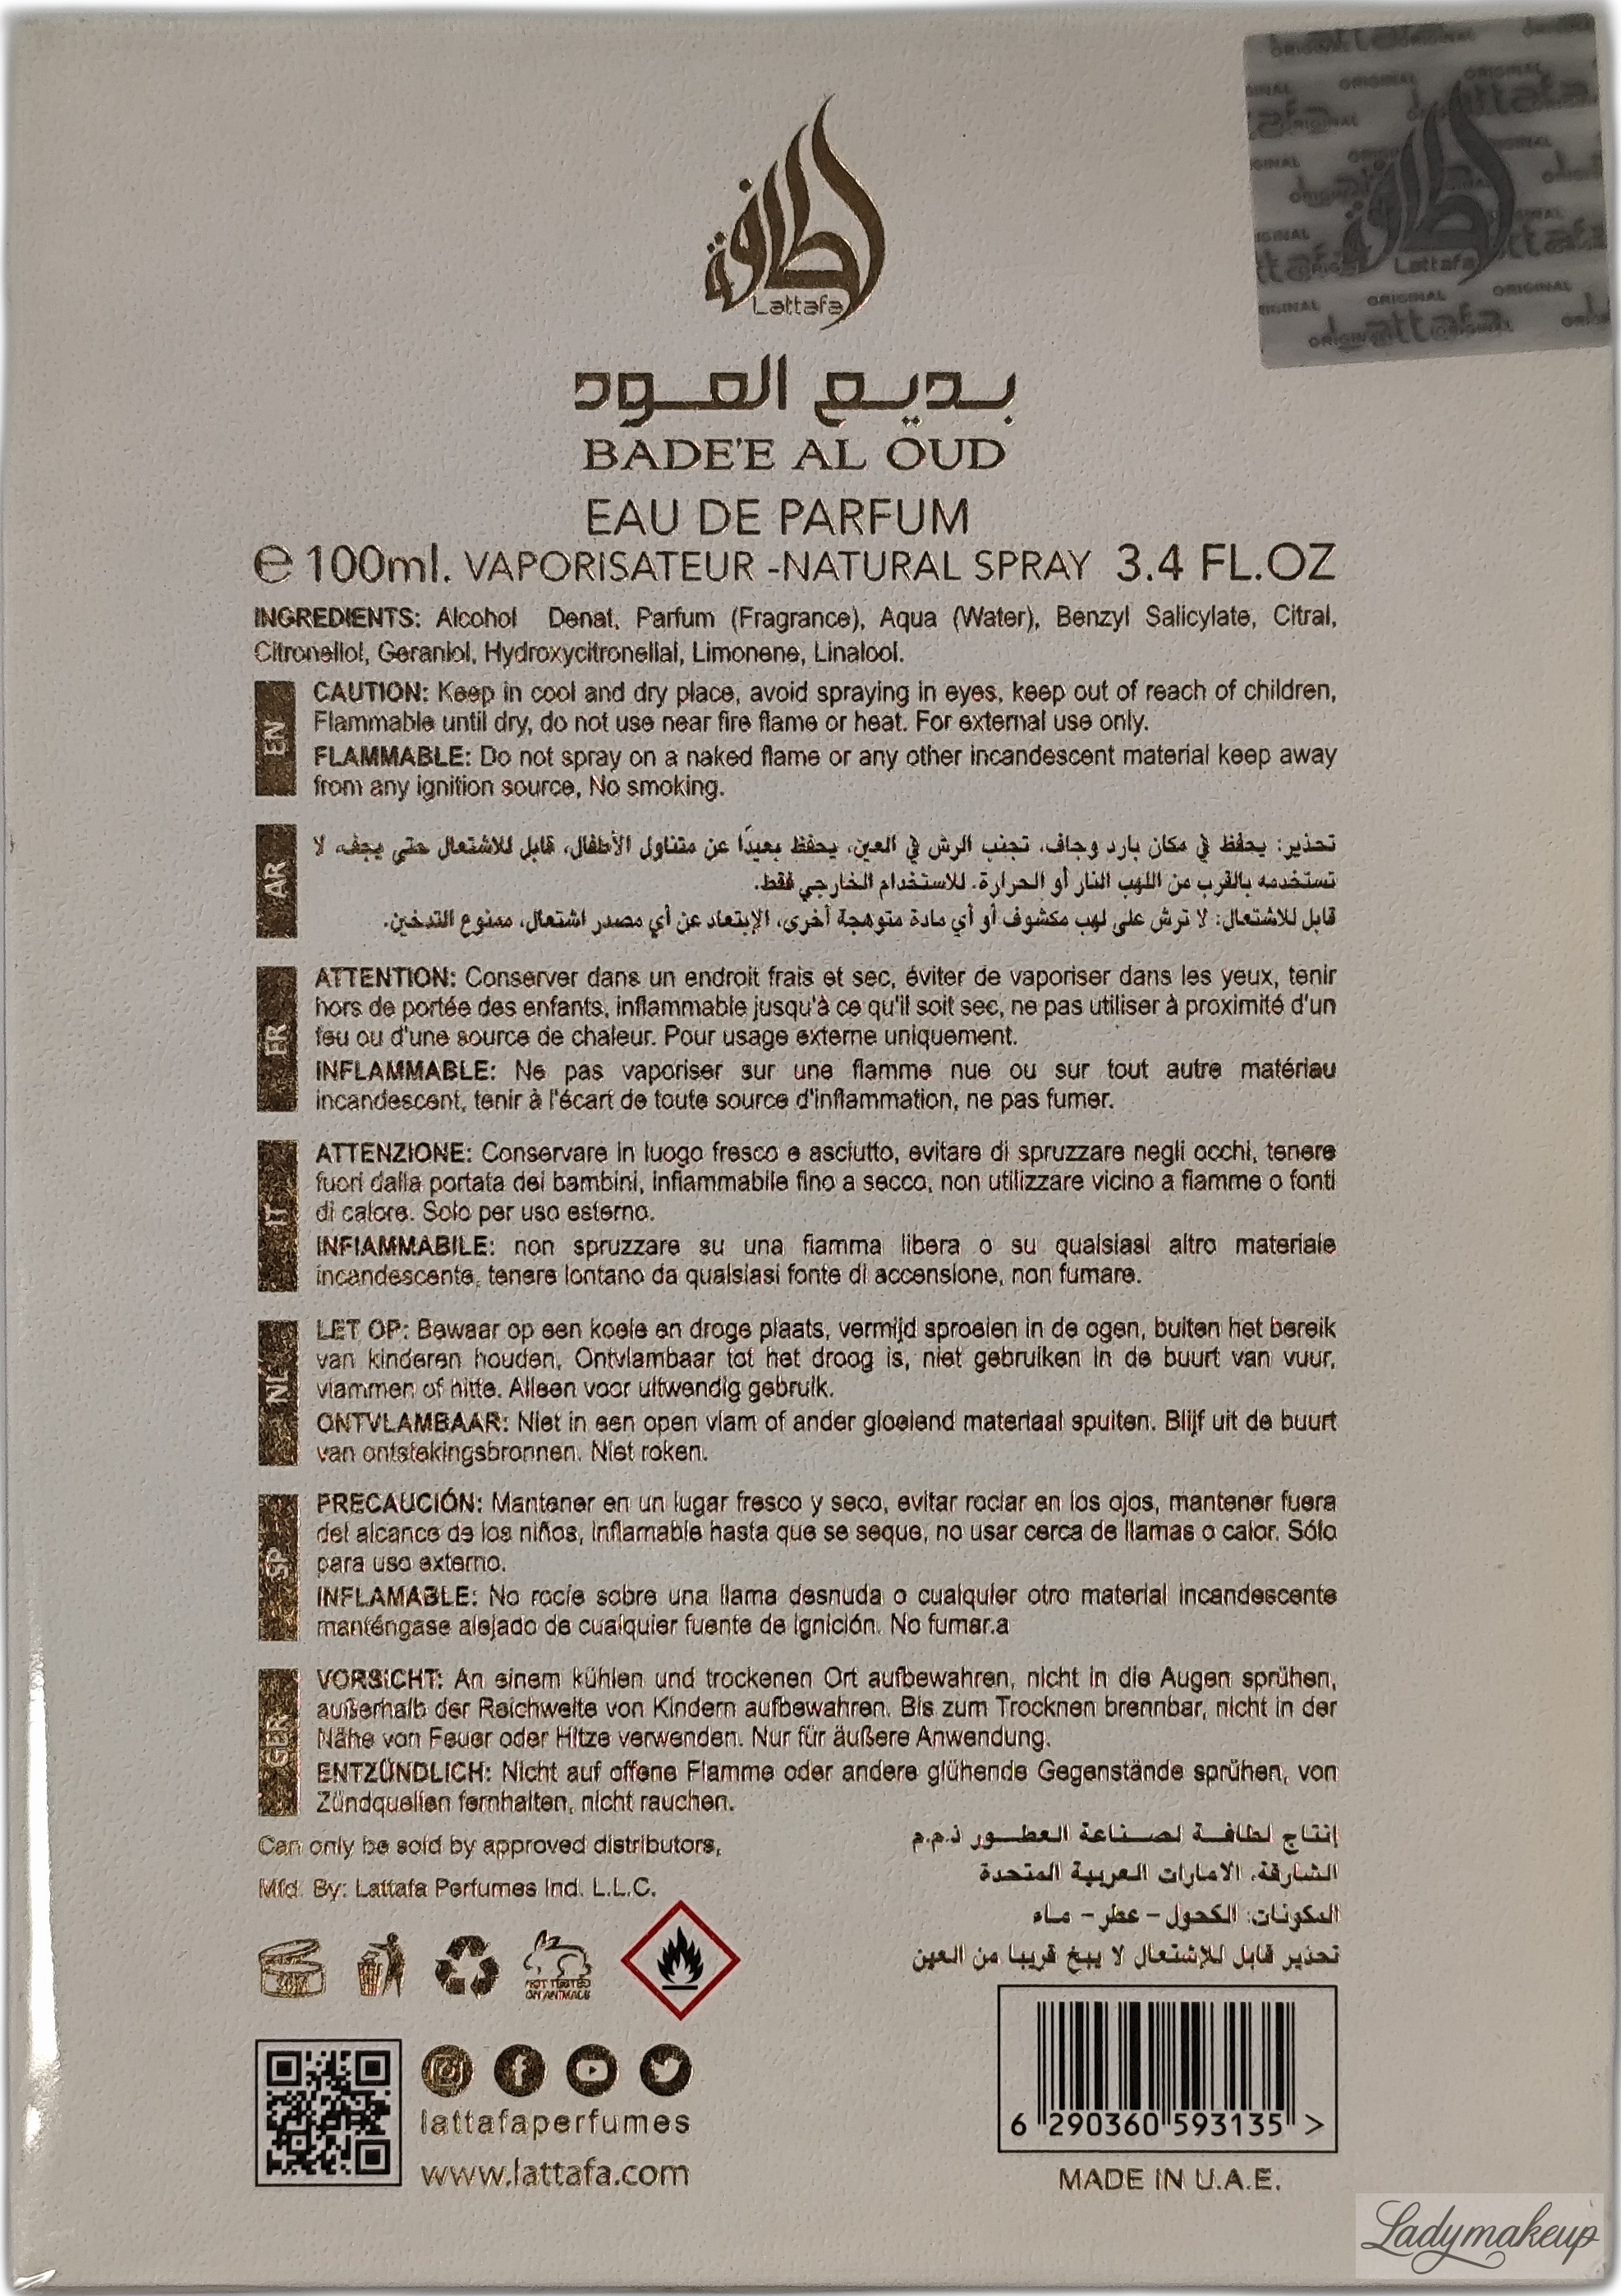 لطافة
Lattafa
ORIGINAL
Lattafa
بديع العود
BADE'E AL OUD
EAU DE PARFUM
℮ 100ml. VAPORISATEUR -NATURAL SPRAY 3.4 FL.OZ
INGREDIENTS: Alcohol Denat, Parfum (Fragrance), Aqua (Water), Benzyl Salicylate, Citral,
Citronellol, Geraniol, Hydroxycitronellal, Limonene, Linalool.
EN
CAUTION: Keep in cool and dry place, avoid spraying in eyes, keep out of reach of children,
Flammable until dry, do not use near fire flame or heat. For external use only.
FLAMMABLE: Do not spray on a naked flame or any other incandescent material keep away
from any ignition source, No smoking.
AR
تحذير: يحفظ في مكان بارد وجاف، تجنب الرش في العين، يحفظ بعيدًا عن متناول الأطفال، قابل للاشتعال حتى يجف، لا
تستخدمه بالقرب من اللهب النار أو الحرارة. للاستخدام الخارجي فقط.
قابل للاشتعال: لا ترش على لهب مكشوف أو أي مادة متوهجة أخرى، الإبتعاد عن أي مصدر اشتعال، ممنوع التدخين.
FR
ATTENTION: Conserver dans un endroit frais et sec, éviter de vaporiser dans les yeux, tenir
hors de portée des enfants, inflammable jusqu'à ce qu'il soit sec, ne pas utiliser à proximité d'un
feu ou d'une source de chaleur. Pour usage externe uniquement.
INFLAMMABLE: Ne pas vaporiser sur une flamme nue ou sur tout autre matériau
incandescent, tenir à l'écart de toute source d'inflammation, ne pas fumer.
IT
ATTENZIONE: Conservare in luogo fresco e asciutto, evitare di spruzzare negli occhi, tenere
fuori dalla portata dei bambini, infiammabile fino a secco, non utilizzare vicino a fiamme o fonti
di calore. Solo per uso esterno.
INFIAMMABILE: non spruzzare su una fiamma libera o su qualsiasi altro materiale
incandescente, tenere lontano da qualsiasi fonte di accensione, non fumare.
NL
LET OP: Bewaar op een koele en droge plaats, vermijd sproeien in de ogen, buiten het bereik
van kinderen houden, Ontvlambaar tot het droog is, niet gebruiken in de buurt van vuur,
vlammen of hitte. Alleen voor uitwendig gebruik.
ONTVLAMBAAR: Niet in een open vlam of ander gloeiend materiaal spuiten. Blijf uit de buurt
van ontstekingsbronnen. Niet roken.
SP
PRECAUCIÓN: Mantener en un lugar fresco y seco, evitar rociar en los ojos, mantener fuera
del alcance de los niños, Inflamable hasta que se seque, no usar cerca de llamas o calor. Sólo
para uso externo.
INFLAMABLE: No rocíe sobre una llama desnuda o cualquier otro material incandescente
manténgase alejado de cualquier fuente de ignición. No fumar.a
GER
VORSICHT: An einem kühlen und trockenen Ort aufbewahren, nicht in die Augen sprühen,
außerhalb der Reichweite von Kindern aufbewahren. Bis zum Trocknen brennbar, nicht in der
Nähe von Feuer oder Hitze verwenden. Nur für äußere Anwendung.
ENTZÜNDLICH: Nicht auf offene Flamme oder andere glühende Gegenstände sprühen, von
Zündquellen fernhalten, nicht rauchen.
Can only be sold by approved distributors,
Mfd. By: Lattafa Perfumes Ind. L.L.C.
إنتاج لطافة لصناعة العطور ذ.م.م
الشارقة، الامارات العربية المتحدة
المكونات: الكحول – عطر – ماء
تحذير قابل للإشتعال لا يبخ قريبا من العين
NOT TESTED
ON ANIMALS
lattafaperfumes
www.lattafa.com
6 290360 593135 >
MADE IN U.A.E.
Ladymakeup